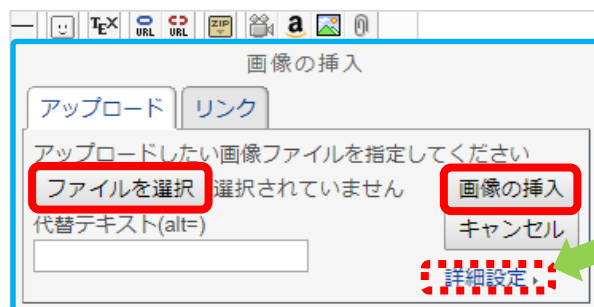 TEX URL URL ZIP a
画像の挿入
アップロード リンク
アップロードしたい画像ファイルを指定してください
ファイルを選択 選択されていません 画像の挿入
代替テキスト(alt=) キャンセル
詳細設定